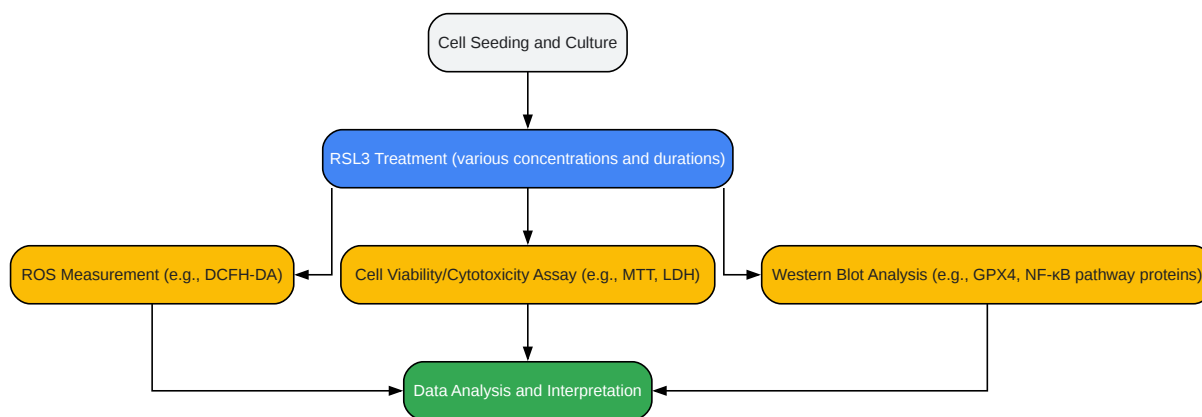 Cell Seeding and Culture
RSL3 Treatment (various concentrations and durations)
ROS Measurement (e.g., DCFH-DA)
Cell Viability/Cytotoxicity Assay (e.g., MTT, LDH)
Western Blot Analysis (e.g., GPX4, NF-κB pathway proteins)
Data Analysis and Interpretation